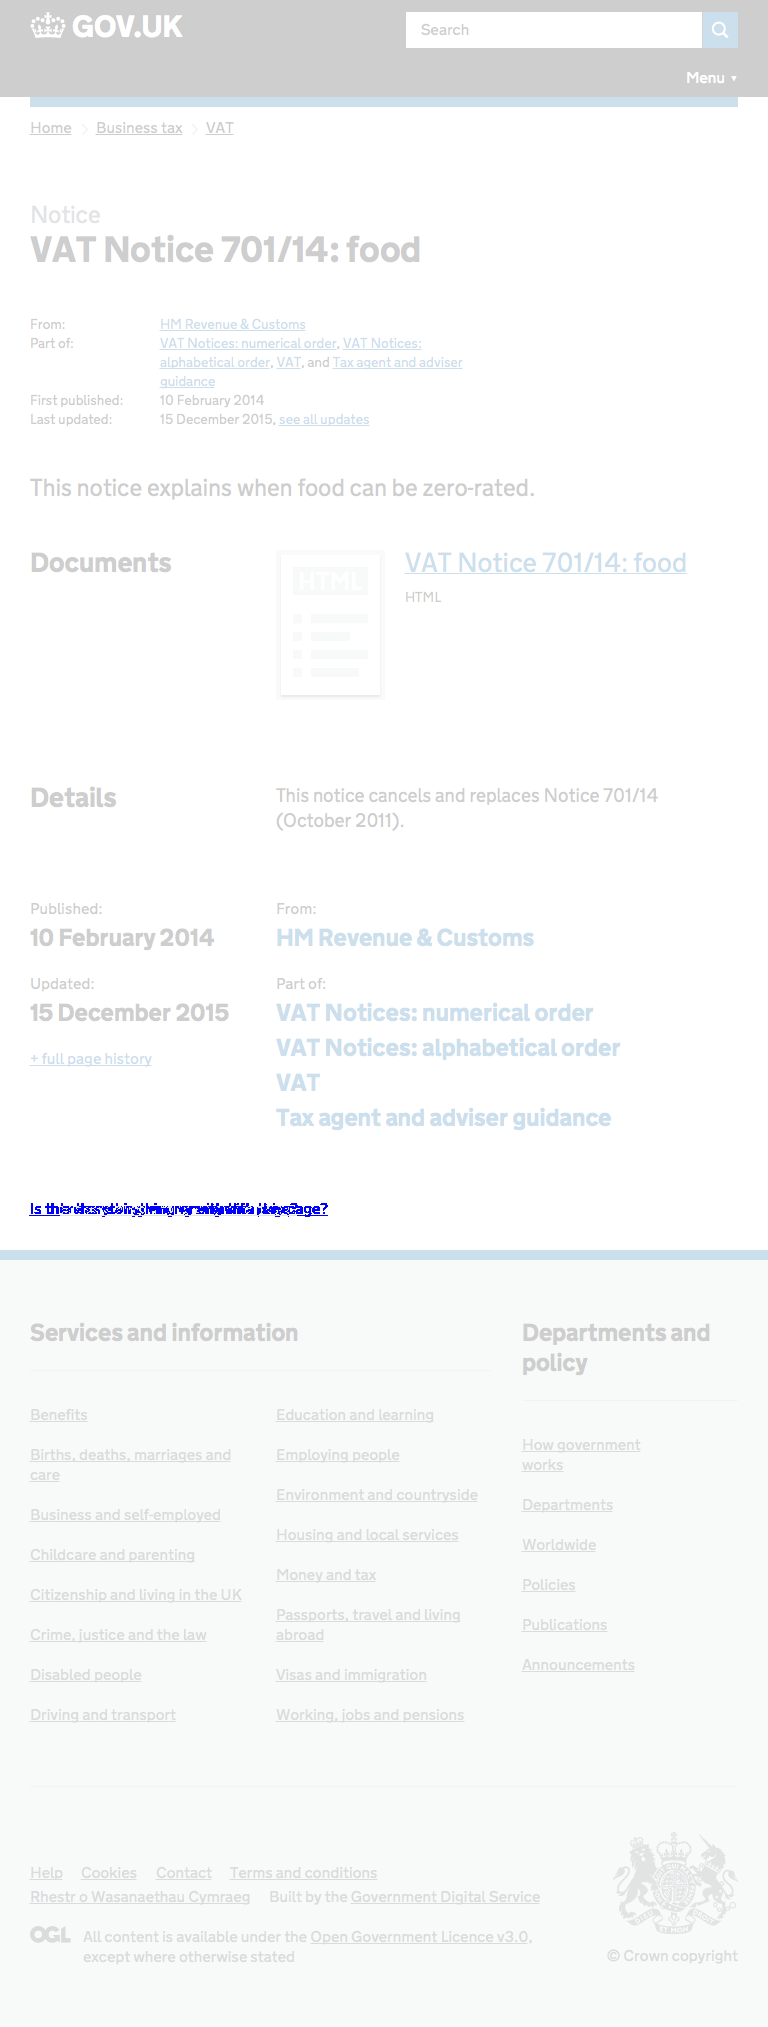 GOV.UK
Search
Menu ▼
Home Business tax VAT
Notice
VAT Notice 701/14: food
From: HM Revenue & Customs
Part of: VAT Notices: numerical order, VAT Notices:
alphabetical order, VAT, and Tax agent and adviser
guidance
First published: 10 February 2014
Last updated: 15 December 2015, see all updates
This notice explains when food can be zero-rated.
Documents
HTML
VAT Notice 701/14: food
HTML
Details
This notice cancels and replaces Notice 701/14
(October 2011).
Published:
10 February 2014
Updated:
15 December 2015
+ full page history
From:
HM Revenue & Customs
Part of:
VAT Notices: numerical order
VAT Notices: alphabetical order
VAT
Tax agent and adviser guidance
Services and information
Benefits
Births, deaths, marriages and
care
Business and self-employed
Childcare and parenting
Citizenship and living in the UK
Crime, justice and the law
Disabled people
Driving and transport
Education and learning
Employing people
Environment and countryside
Housing and local services
Money and tax
Passports, travel and living
abroad
Visas and immigration
Working, jobs and pensions
Departments and
policy
How government
works
Departments
Worldwide
Policies
Publications
Announcements
Help Cookies Contact Terms and conditions
Rhestr o Wasanaethau Cymraeg Built by the Government Digital Service
OGL
All content is available under the Open Government Licence v3.0,
except where otherwise stated
© Crown copyright